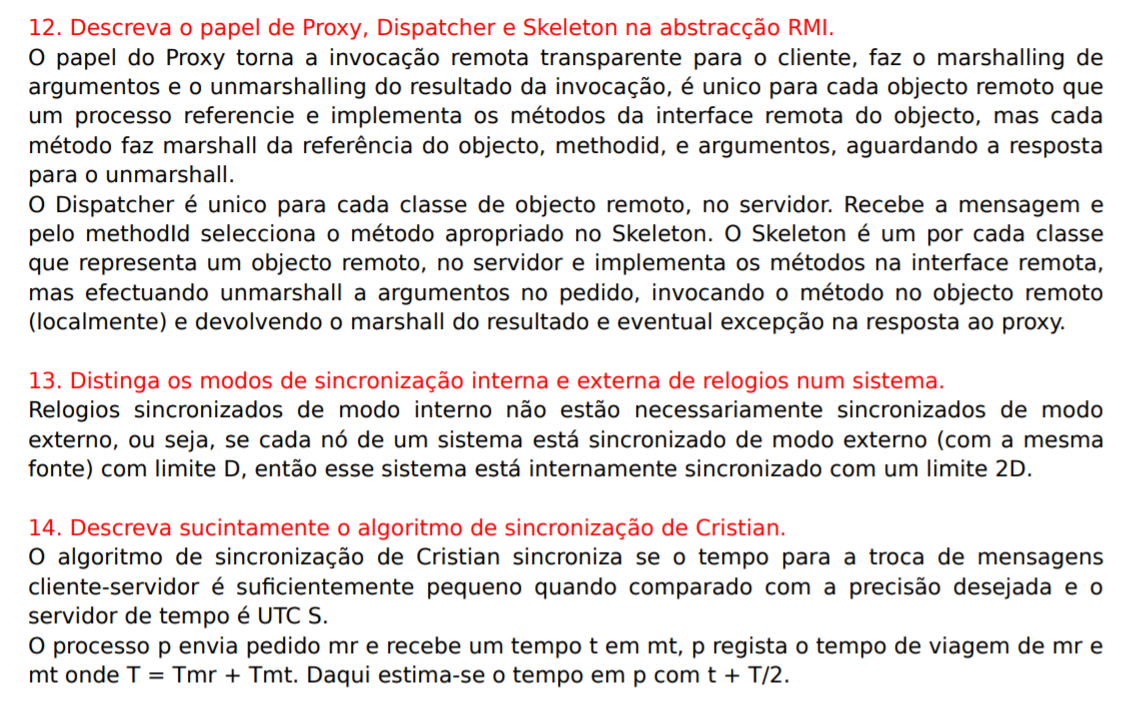 12. Descreva o papel de Proxy, Dispatcher e Skeleton na abstracção RMI.
O papel do Proxy torna a invocação remota transparente para o cliente, faz o marshalling de
argumentos e o unmarshalling do resultado da invocação, é unico para cada objecto remoto que
um processo referencie e implementa os métodos da interface remota do objecto, mas cada
método faz marshall da referência do objecto, methodid, e argumentos, aguardando a resposta
para o unmarshall.
O Dispatcher é unico para cada classe de objecto remoto, no servidor. Recebe a mensagem e
pelo methodId selecciona o método apropriado no Skeleton. O Skeleton é um por cada classe
que representa um objecto remoto, no servidor e implementa os métodos na interface remota,
mas efectuando unmarshall a argumentos no pedido, invocando o método no objecto remoto
(localmente) e devolvendo o marshall do resultado e eventual excepção na resposta ao proxy.
13. Distinga os modos de sincronização interna e externa de relogios num sistema.
Relogios sincronizados de modo interno não estão necessariamente sincronizados de modo
externo, ou seja, se cada nó de um sistema está sincronizado de modo externo (com a mesma
fonte) com limite D, então esse sistema está internamente sincronizado com um limite 2D.
14. Descreva sucintamente o algoritmo de sincronização de Cristian.
O algoritmo de sincronização de Cristian sincroniza se o tempo para a troca de mensagens
cliente-servidor é suficientemente pequeno quando comparado com a precisão desejada e o
servidor de tempo é UTC S.
O processo p envia pedido mr e recebe um tempo t em mt, p regista o tempo de viagem de mr e
mt onde T = Tmr + Tmt. Daqui estima-se o tempo em p com t + T/2.